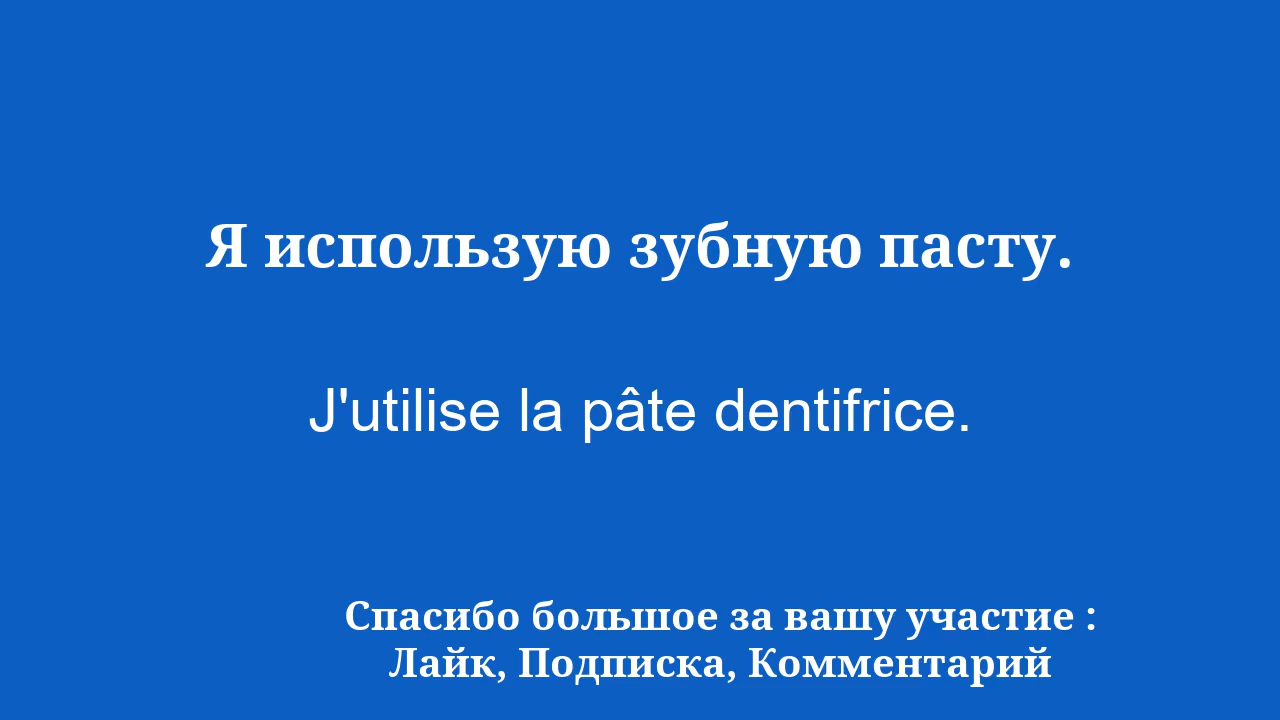 Я использую зубную пасту.
J'utilise la pâte dentifrice.
Спасибо большое за вашу участие :
Лайк, Подписка, Комментарий